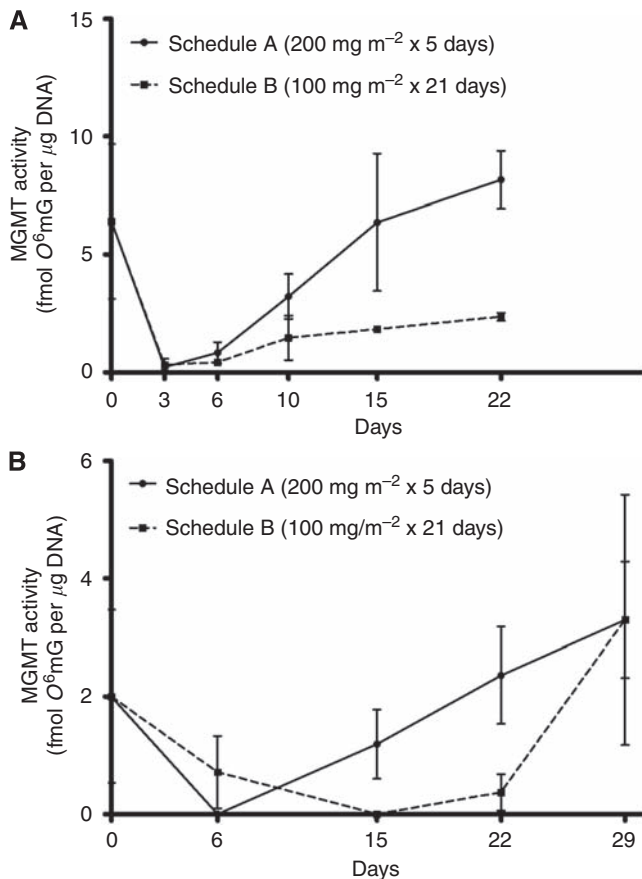 A
Schedule A (200 mg m⁻² x 5 days)
Schedule B (100 mg m⁻² x 21 days)
MGMT activity
(fmol O⁶mG per µg DNA)
15
10
5
0
0 3 6 10 15 22
Days
B
Schedule A (200 mg m⁻² x 5 days)
Schedule B (100 mg/m⁻² x 21 days)
MGMT activity
(fmol O⁶mG per µg DNA)
6
4
2
0
0 6 15 22 29
Days